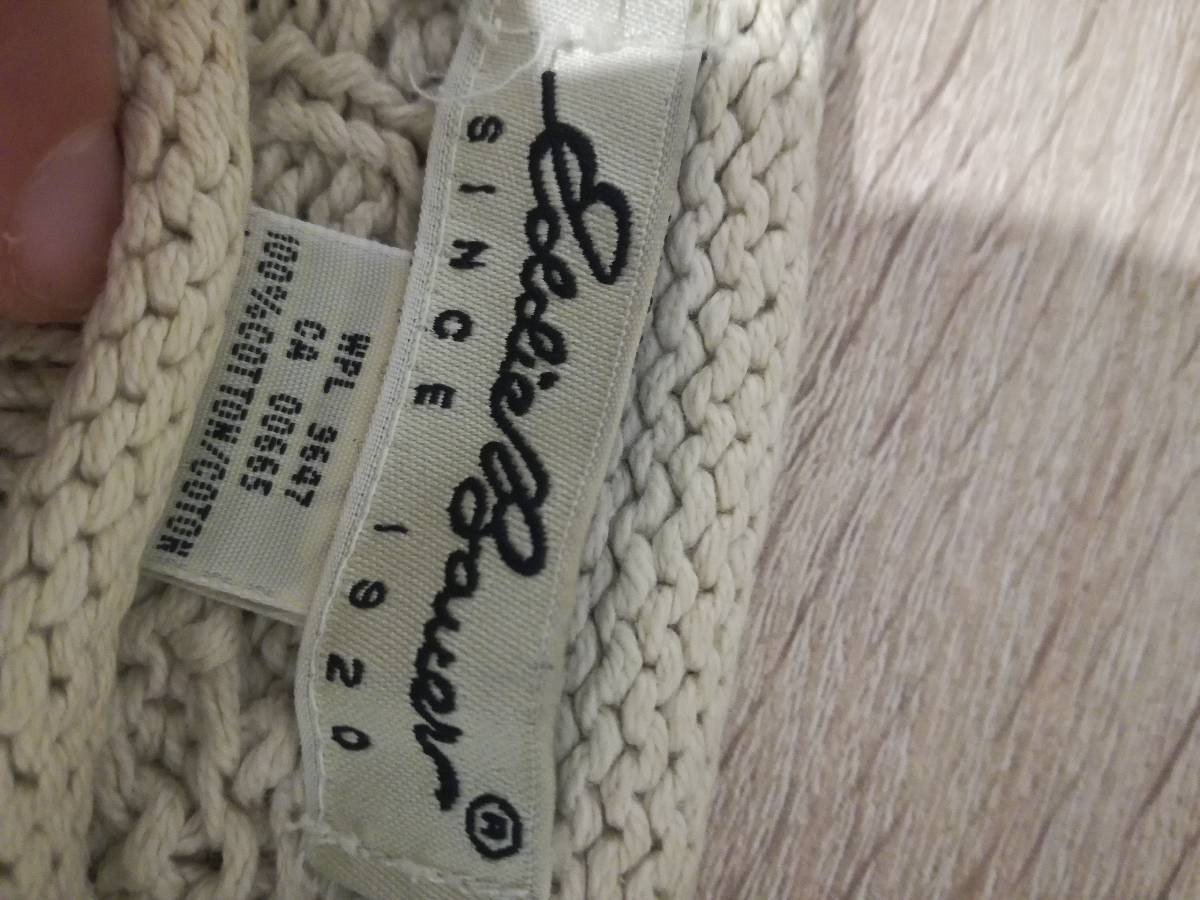 Eddie Bauer®
SINCE 1920
WPL 9647
CA 00665
100%COTTON/COTON